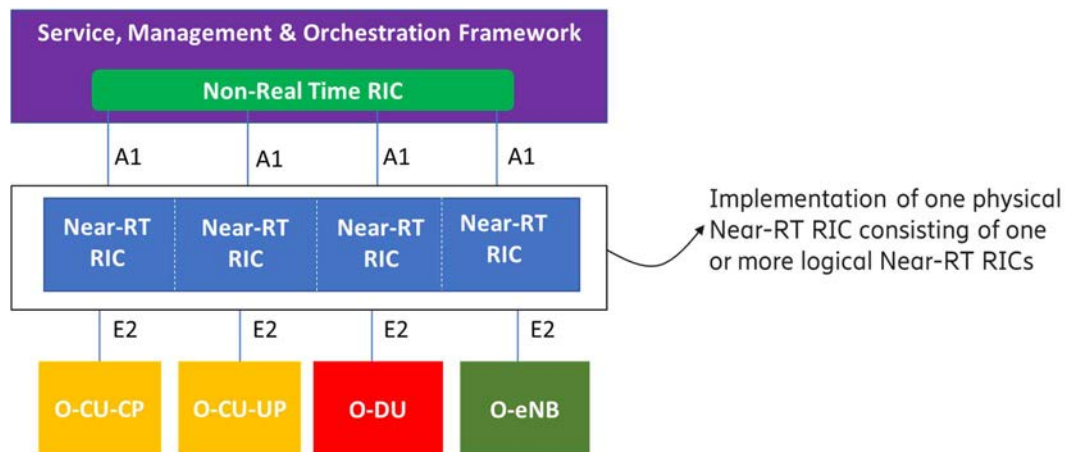 Service, Management & Orchestration Framework
Non-Real Time RIC
A1 A1 A1 A1
Near-RT Near-RT Near-RT Near-RT
RIC RIC RIC RIC
Implementation of one physical
Near-RT RIC consisting of one
or more logical Near-RT RICs
E2 E2 E2 E2
O-CU-CP O-CU-UP O-DU O-eNB